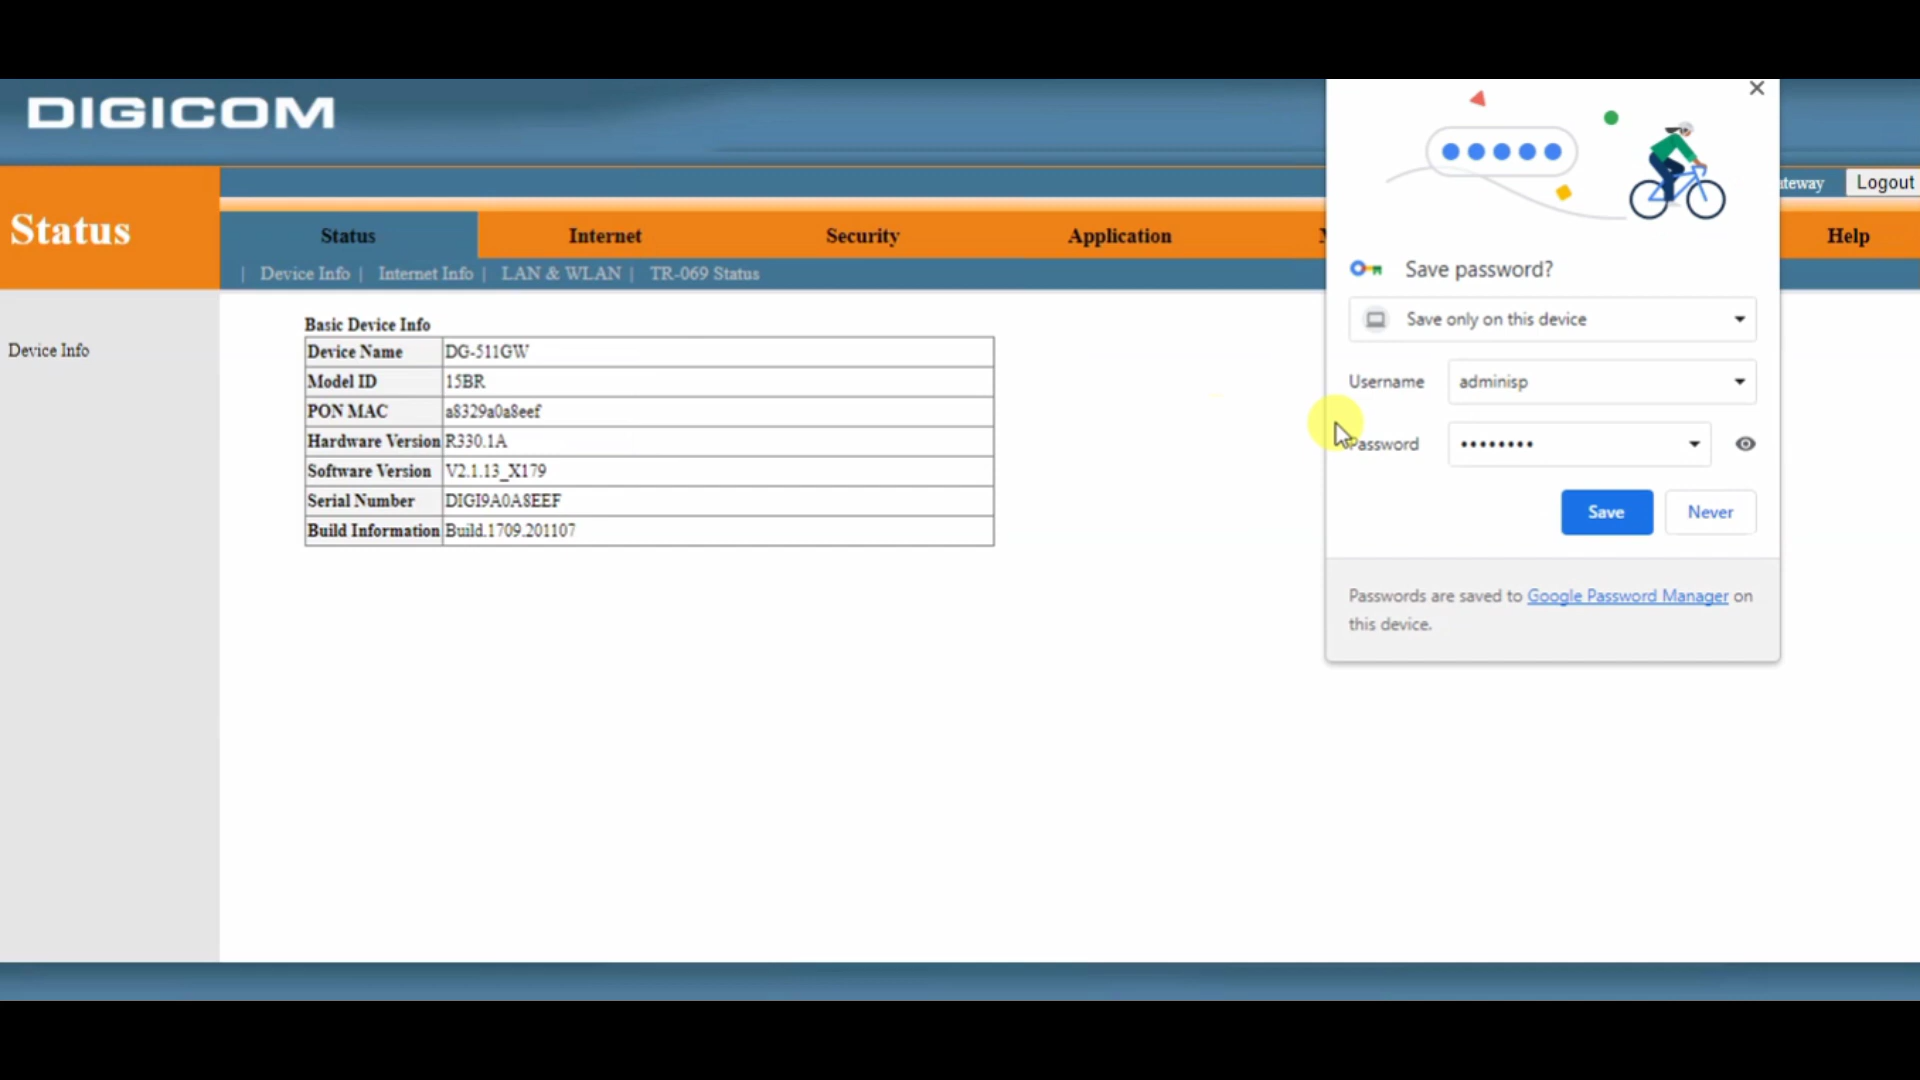 DIGICOM
Logout
Status
Status Internet Security Application Help
| Device Info | Internet Info | LAN & WLAN | TR-069 Status
Device Info
Basic Device Info
Device Name DG-511GW
Model ID 15BR
PON MAC a8329a0a8eef
Hardware Version R330.1A
Software Version V2.1.13_X179
Serial Number DIGI9A0A8EEF
Build Information Build.1709.201107
Save password?
Save only on this device
Username adminisp
Password ••••••••
Save Never
Passwords are saved to Google Password Manager on
this device.